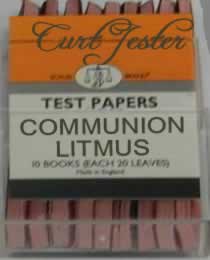 Curt Jester
TEST PAPERS
COMMUNION
LITMUS
10 BOOKS (EACH 20 LEAVES)
Made in England